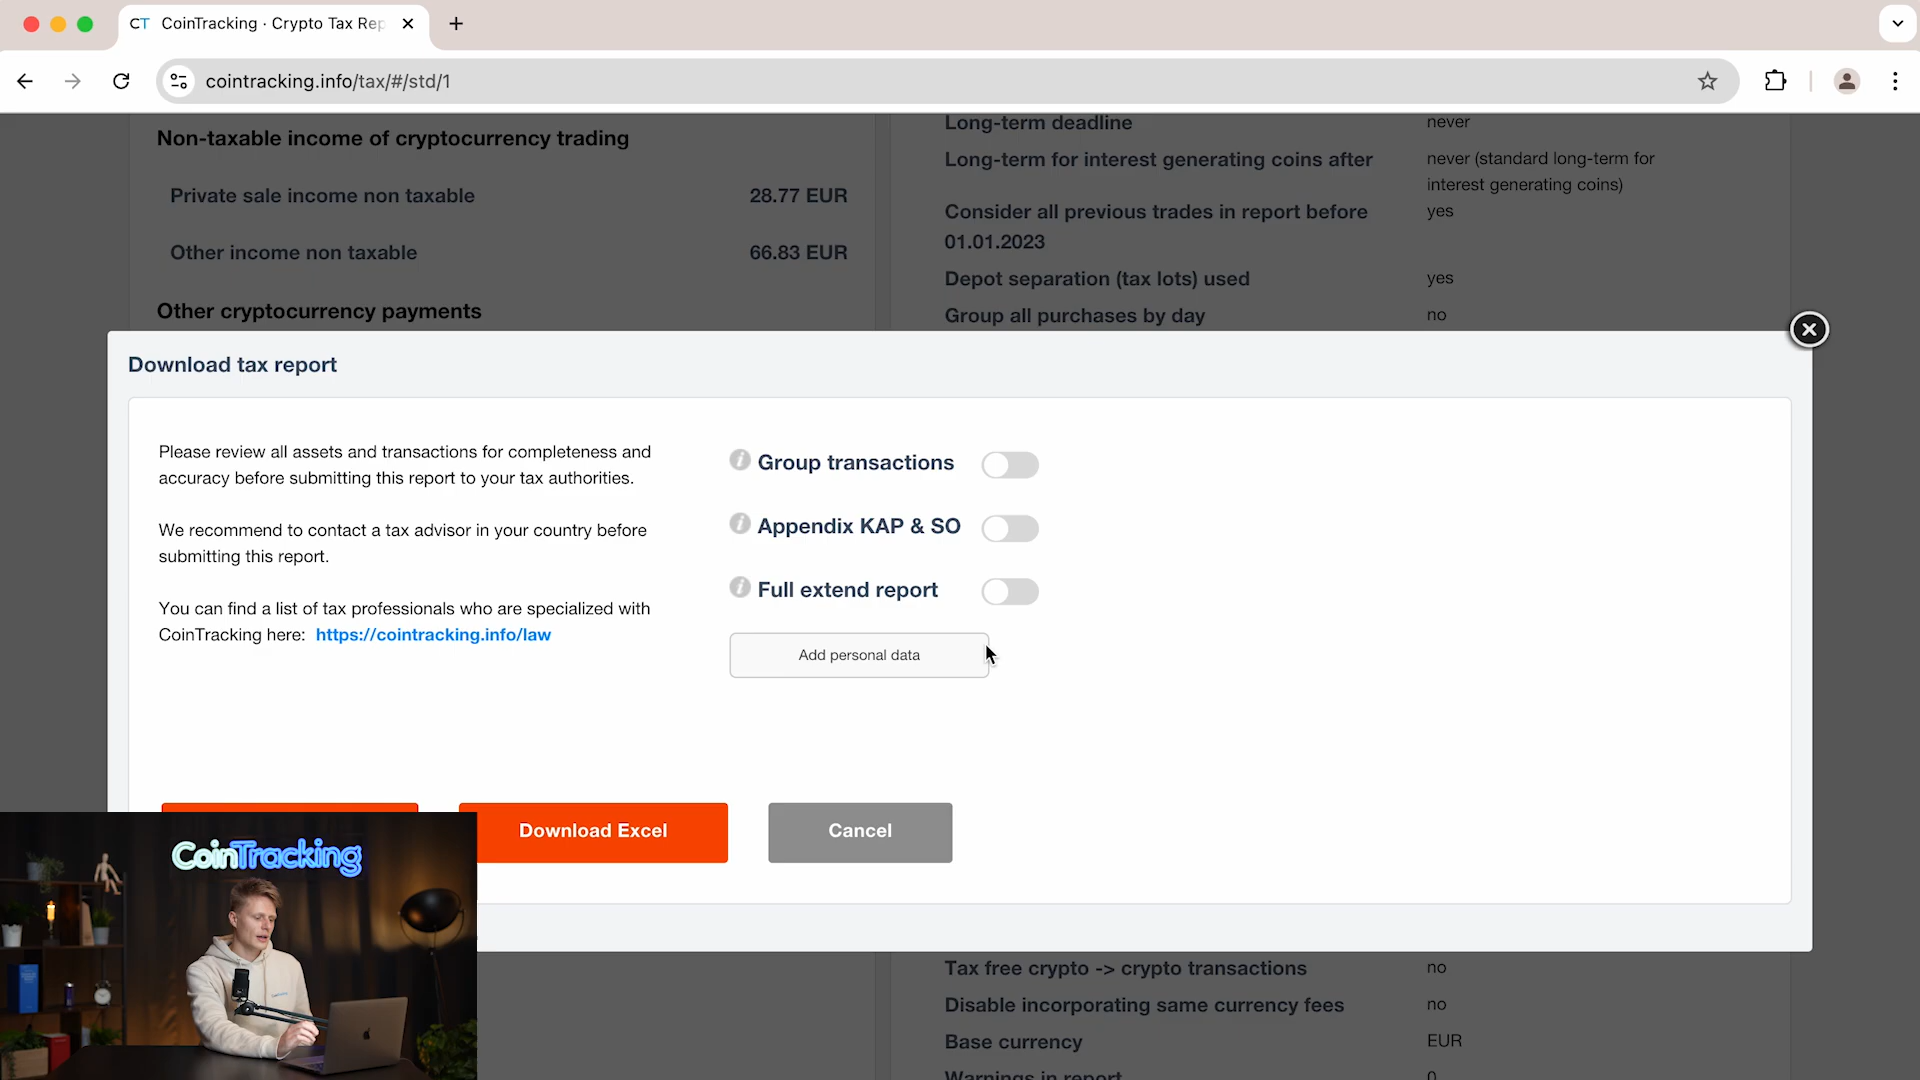 CT CoinTracking · Crypto Tax Rep
cointracking.info/tax/#/std/1
Non-taxable income of cryptocurrency trading
Private sale income non taxable 28.77 EUR
Other income non taxable 66.83 EUR
Other cryptocurrency payments
Long-term deadline never
Long-term for interest generating coins after never (standard long-term for
interest generating coins)
Consider all previous trades in report before yes
01.01.2023
Depot separation (tax lots) used yes
Group all purchases by day no
Download tax report
Please review all assets and transactions for completeness and
accuracy before submitting this report to your tax authorities.
We recommend to contact a tax advisor in your country before
submitting this report.
You can find a list of tax professionals who are specialized with
CoinTracking here: https://cointracking.info/law
Group transactions
Appendix KAP & SO
Full extend report
Add personal data
Download Excel
Cancel
CoinTracking
Tax free crypto -> crypto transactions no
Disable incorporating same currency fees no
Base currency EUR
Warnings in report 0